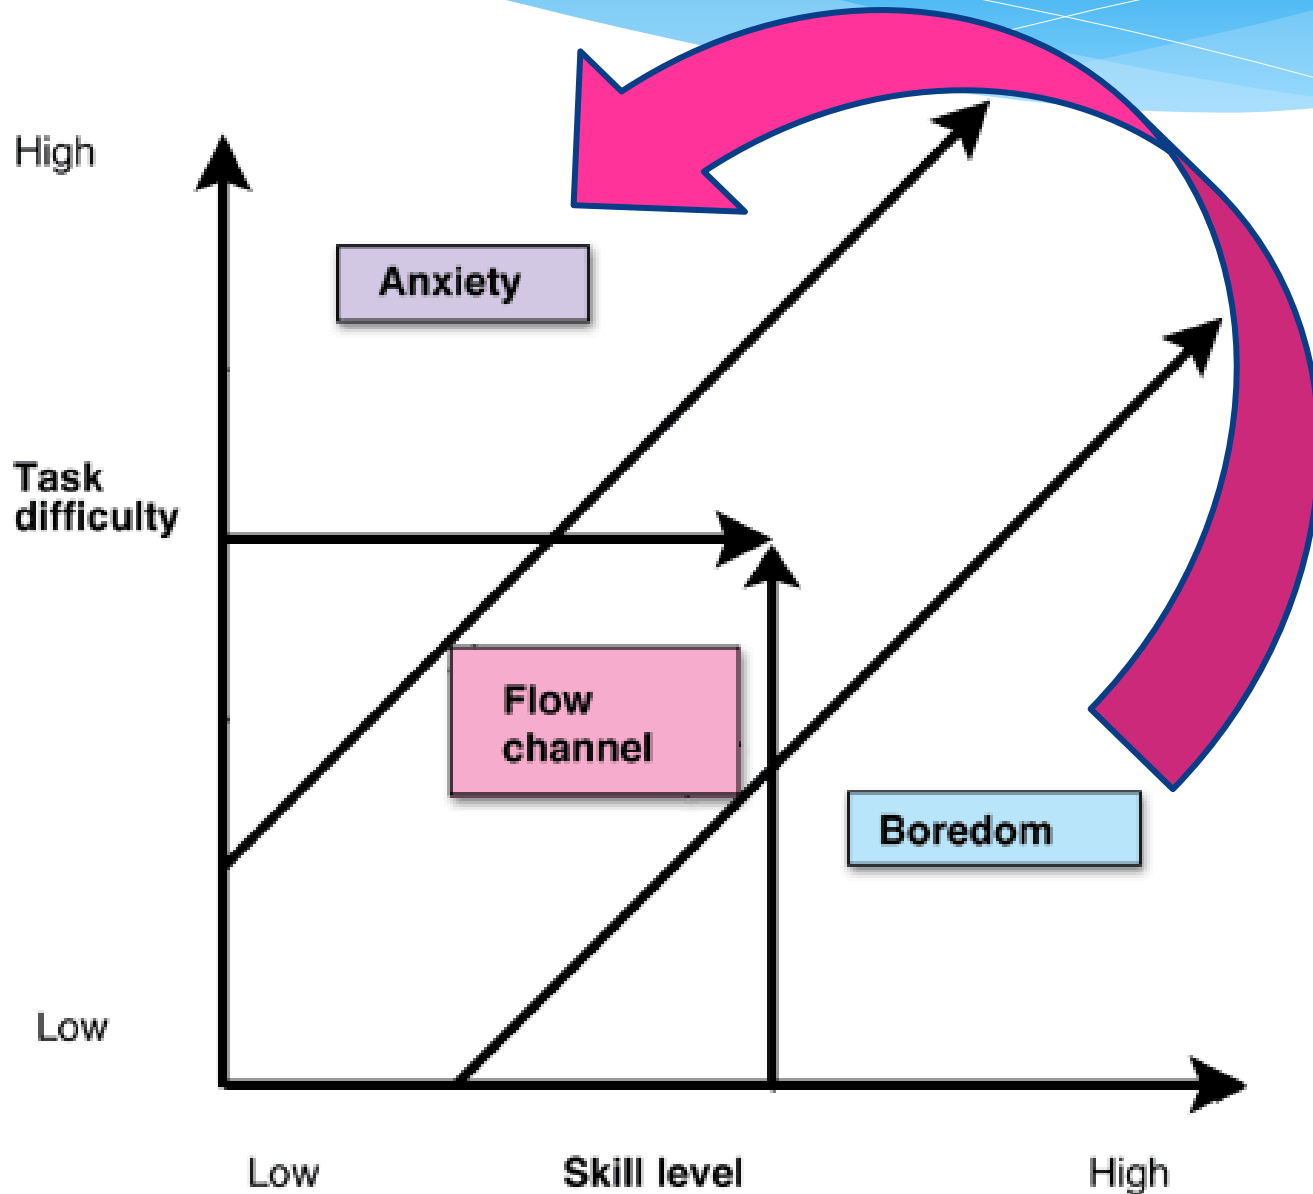 High
Anxiety
Task
difficulty
Flow
channel
Boredom
Low
Low
Skill level
High